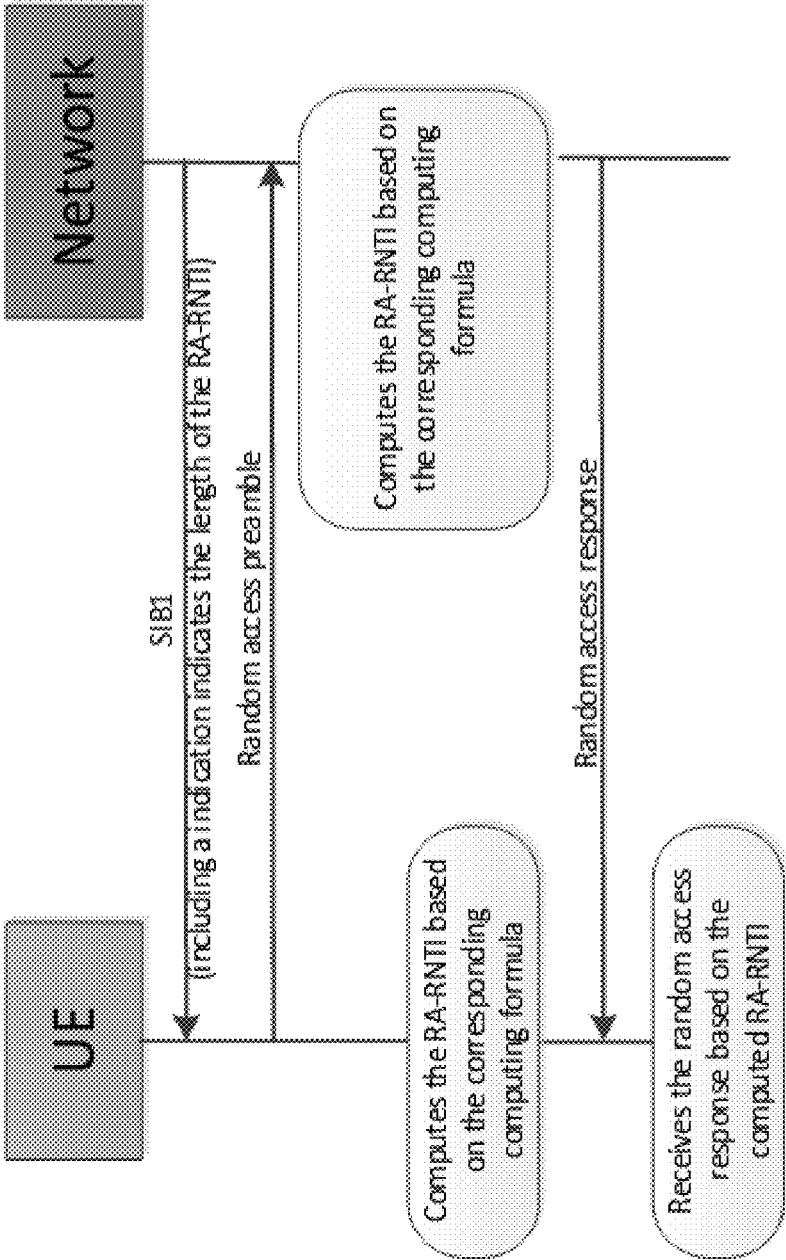 UE
Network
SIB1
(including a indication indicates the length of the RA-RNTI)
Random access preamble
Computes the RA-RNTI based on
the corresponding computing
formula
Computes the RA-RNTI based
on the corresponding
computing formula
Random access response
Receives the random access
response based on the
computed RA-RNTI